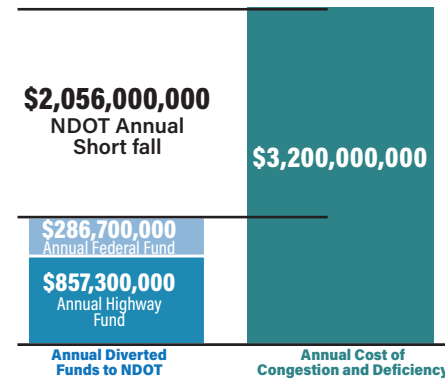 $2,056,000,000
NDOT Annual
Short fall
$3,200,000,000
$286,700,000
Annual Federal Fund
$857,300,000
Annual Highway
Fund
Annual Diverted
Funds to NDOT
Annual Cost of
Congestion and Deficiency